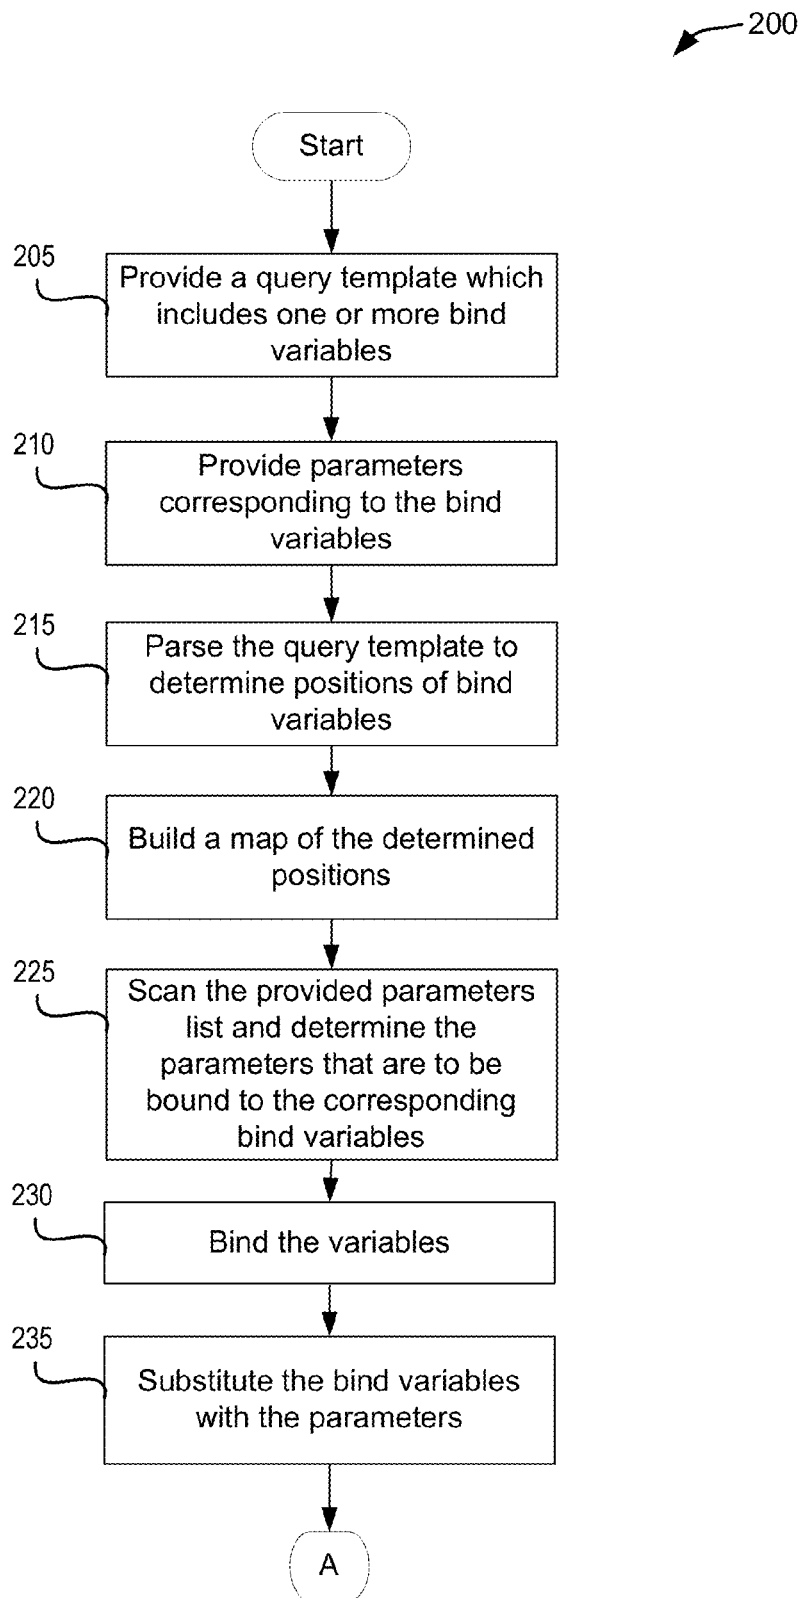 200
Start
205
Provide a query template which
includes one or more bind
variables
210
Provide parameters
corresponding to the bind
variables
215
Parse the query template to
determine positions of bind
variables
220
Build a map of the determined
positions
225
Scan the provided parameters
list and determine the
parameters that are to be
bound to the corresponding
bind variables
230
Bind the variables
235
Substitute the bind variables
with the parameters
A